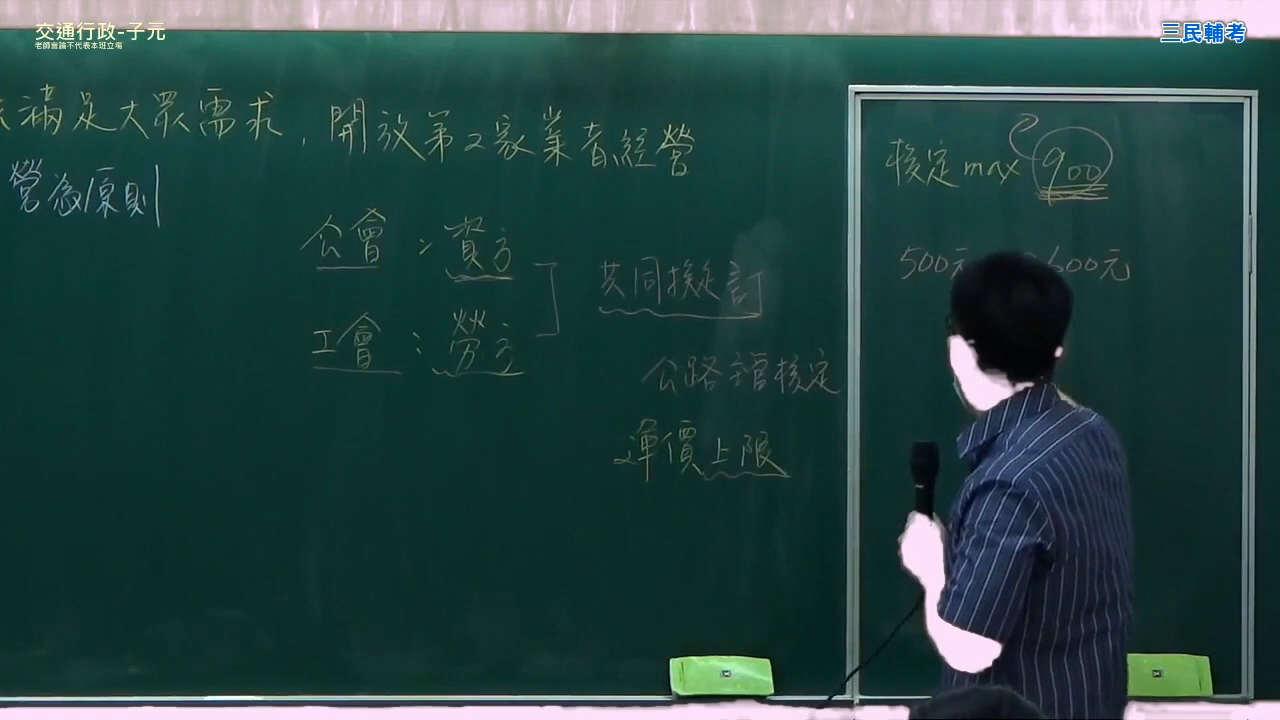 交通行政-子元
老師言論不代表本班立場
三民輔考
滿足大眾需求，開放第2家業者經營
營為原則
公會：資方
工會：勞方
共同擬訂
公路主管核定
運價上限
核定max 900
500元 600元